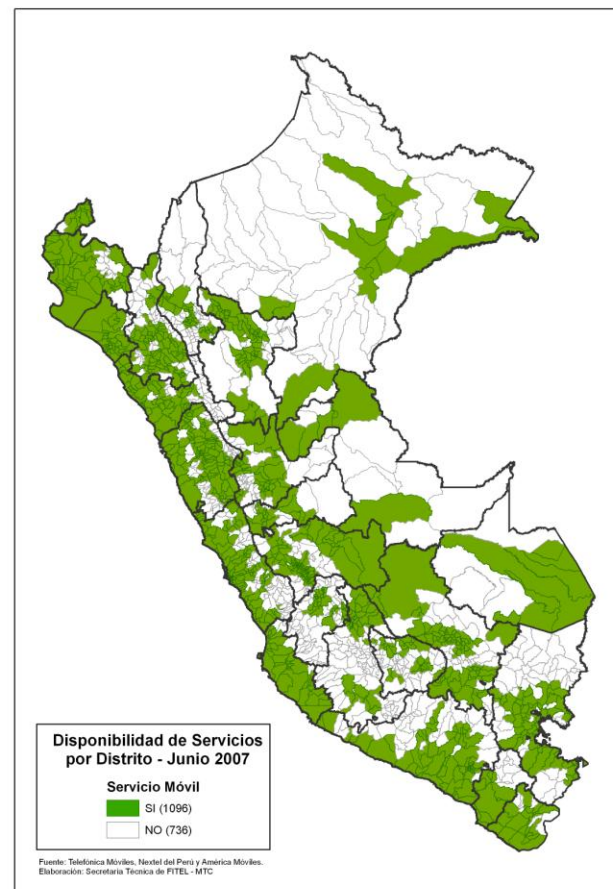 Disponibilidad de Servicios
por Distrito - Junio 2007
Servicio Móvil
SI (1096)
NO (736)
Fuente: Telefónica Móviles, Nextel del Perú y América Móviles.
Elaboración: Secretaría Técnica de FITEL - MTC